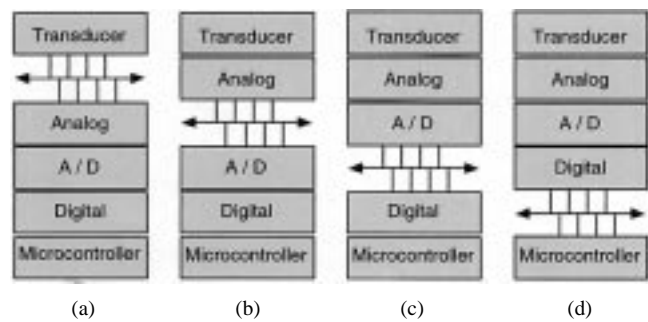 Transducer
Analog
A / D
Digital
Microcontroller
(a)
Transducer
Analog
A / D
Digital
Microcontroller
(b)
Transducer
Analog
A / D
Digital
Microcontroller
(c)
Transducer
Analog
A / D
Digital
Microcontroller
(d)